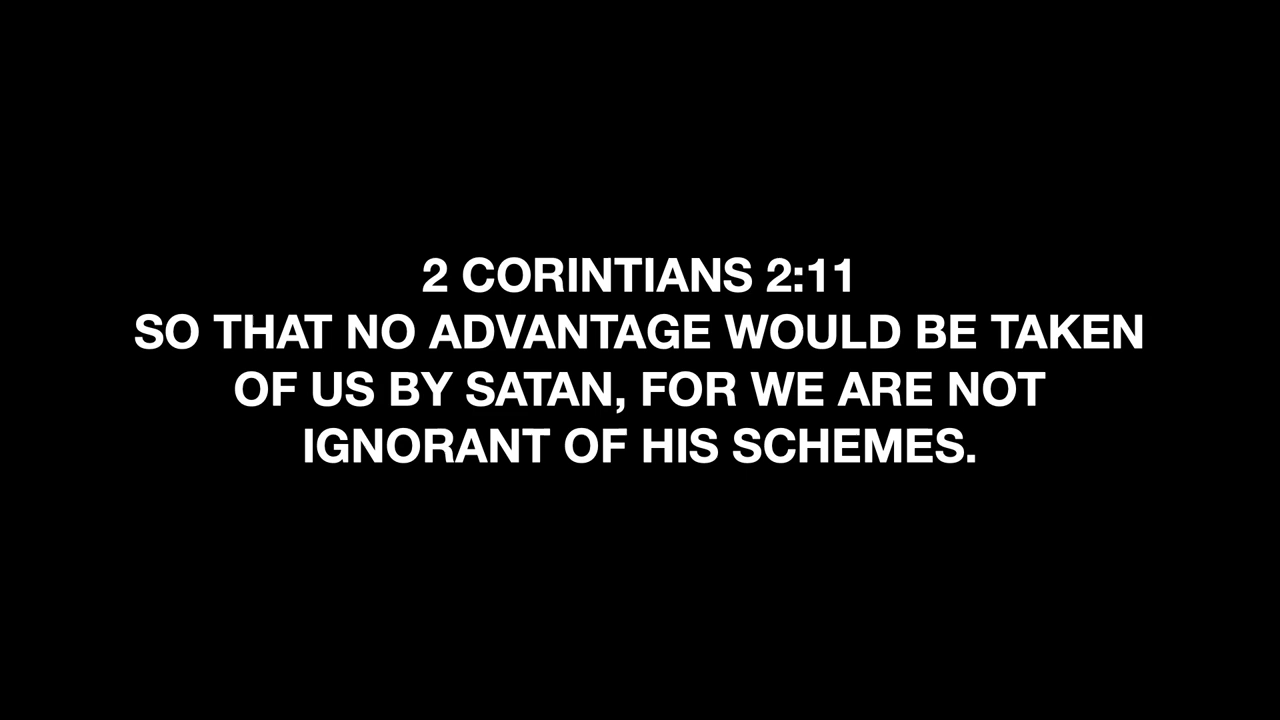 2 CORINTIANS 2:11
SO THAT NO ADVANTAGE WOULD BE TAKEN
OF US BY SATAN, FOR WE ARE NOT
IGNORANT OF HIS SCHEMES.